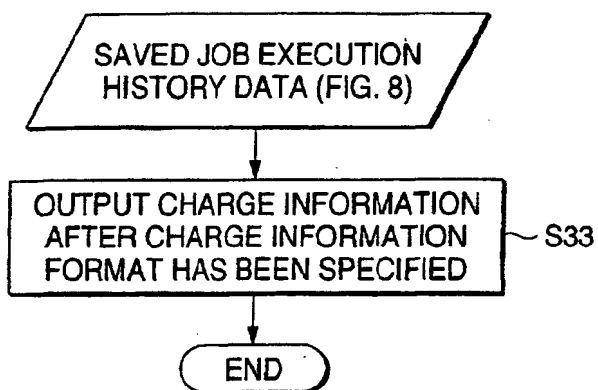 SAVED JOB EXECUTION
HISTORY DATA (FIG. 8)
OUTPUT CHARGE INFORMATION
AFTER CHARGE INFORMATION
FORMAT HAS BEEN SPECIFIED
S33
END